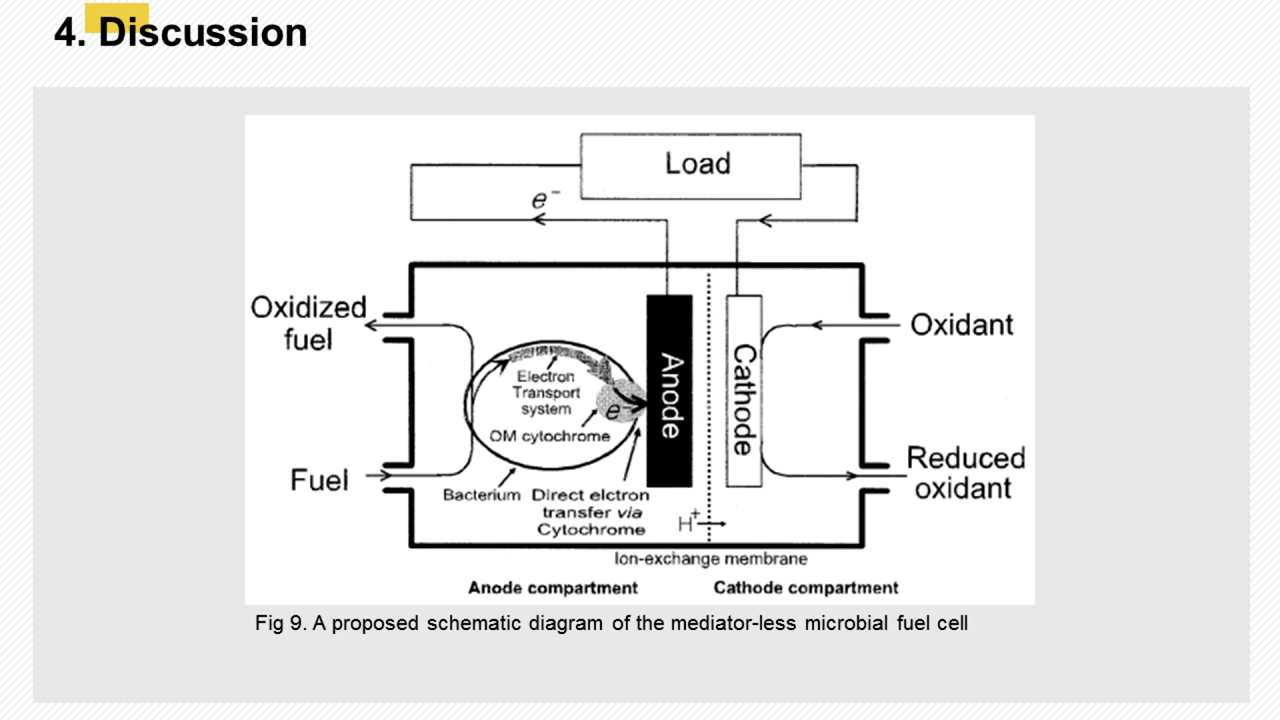 4. Discussion
Load
e⁻
Oxidized
fuel
Oxidant
Anode
Cathode
Electron
Transport
system
e⁻
OM cytochrome
Fuel
Reduced
oxidant
Bacterium
Direct elctron
transfer via
Cytochrome
H⁺
Ion-exchange membrane
Anode compartment
Cathode compartment
Fig 9. A proposed schematic diagram of the mediator-less microbial fuel cell